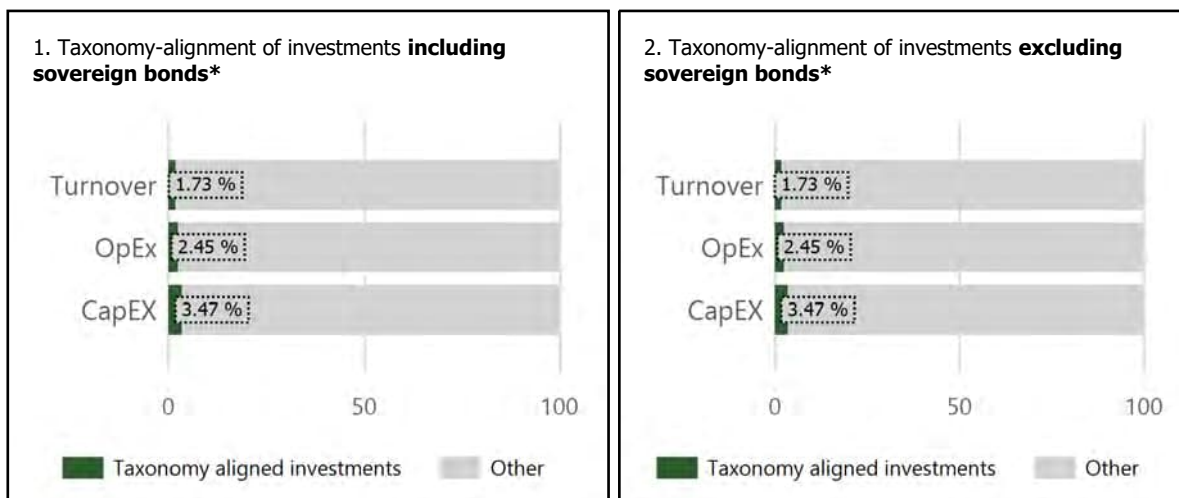 1. Taxonomy-alignment of investments including
sovereign bonds*
Turnover
1.73 %
OpEx
2.45 %
CapEX
3.47 %
0
50
100
Taxonomy aligned investments
Other
2. Taxonomy-alignment of investments excluding
sovereign bonds*
Turnover
1.73 %
OpEx
2.45 %
CapEX
3.47 %
0
50
100
Taxonomy aligned investments
Other